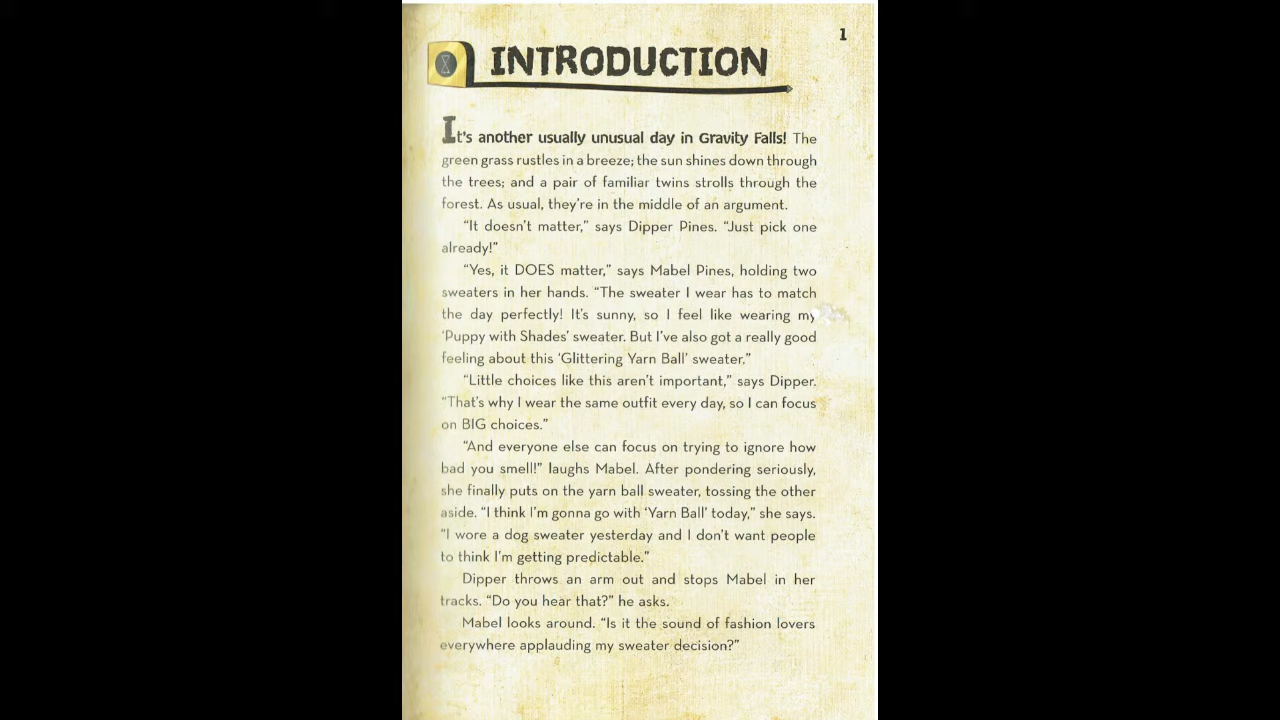 1
INTRODUCTION
It's another usually unusual day in Gravity Falls! The
green grass rustles in a breeze; the sun shines down through
the trees; and a pair of familiar twins strolls through the
forest. As usual, they're in the middle of an argument.
“It doesn't matter,” says Dipper Pines. “Just pick one
already!”
“Yes, it DOES matter,” says Mabel Pines, holding two
sweaters in her hands. “The sweater I wear has to match
the day perfectly! It's sunny, so I feel like wearing my
‘Puppy with Shades’ sweater. But I've also got a really good
feeling about this ‘Glittering Yarn Ball’ sweater.”
“Little choices like this aren't important,” says Dipper.
“That's why I wear the same outfit every day, so I can focus
on BIG choices.”
“And everyone else can focus on trying to ignore how
bad you smell!” laughs Mabel. After pondering seriously,
she finally puts on the yarn ball sweater, tossing the other
aside. “I think I'm gonna go with ‘Yarn Ball’ today,” she says.
“I wore a dog sweater yesterday and I don't want people
to think I'm getting predictable.”
Dipper throws an arm out and stops Mabel in her
tracks. “Do you hear that?” he asks.
Mabel looks around. “Is it the sound of fashion lovers
everywhere applauding my sweater decision?”